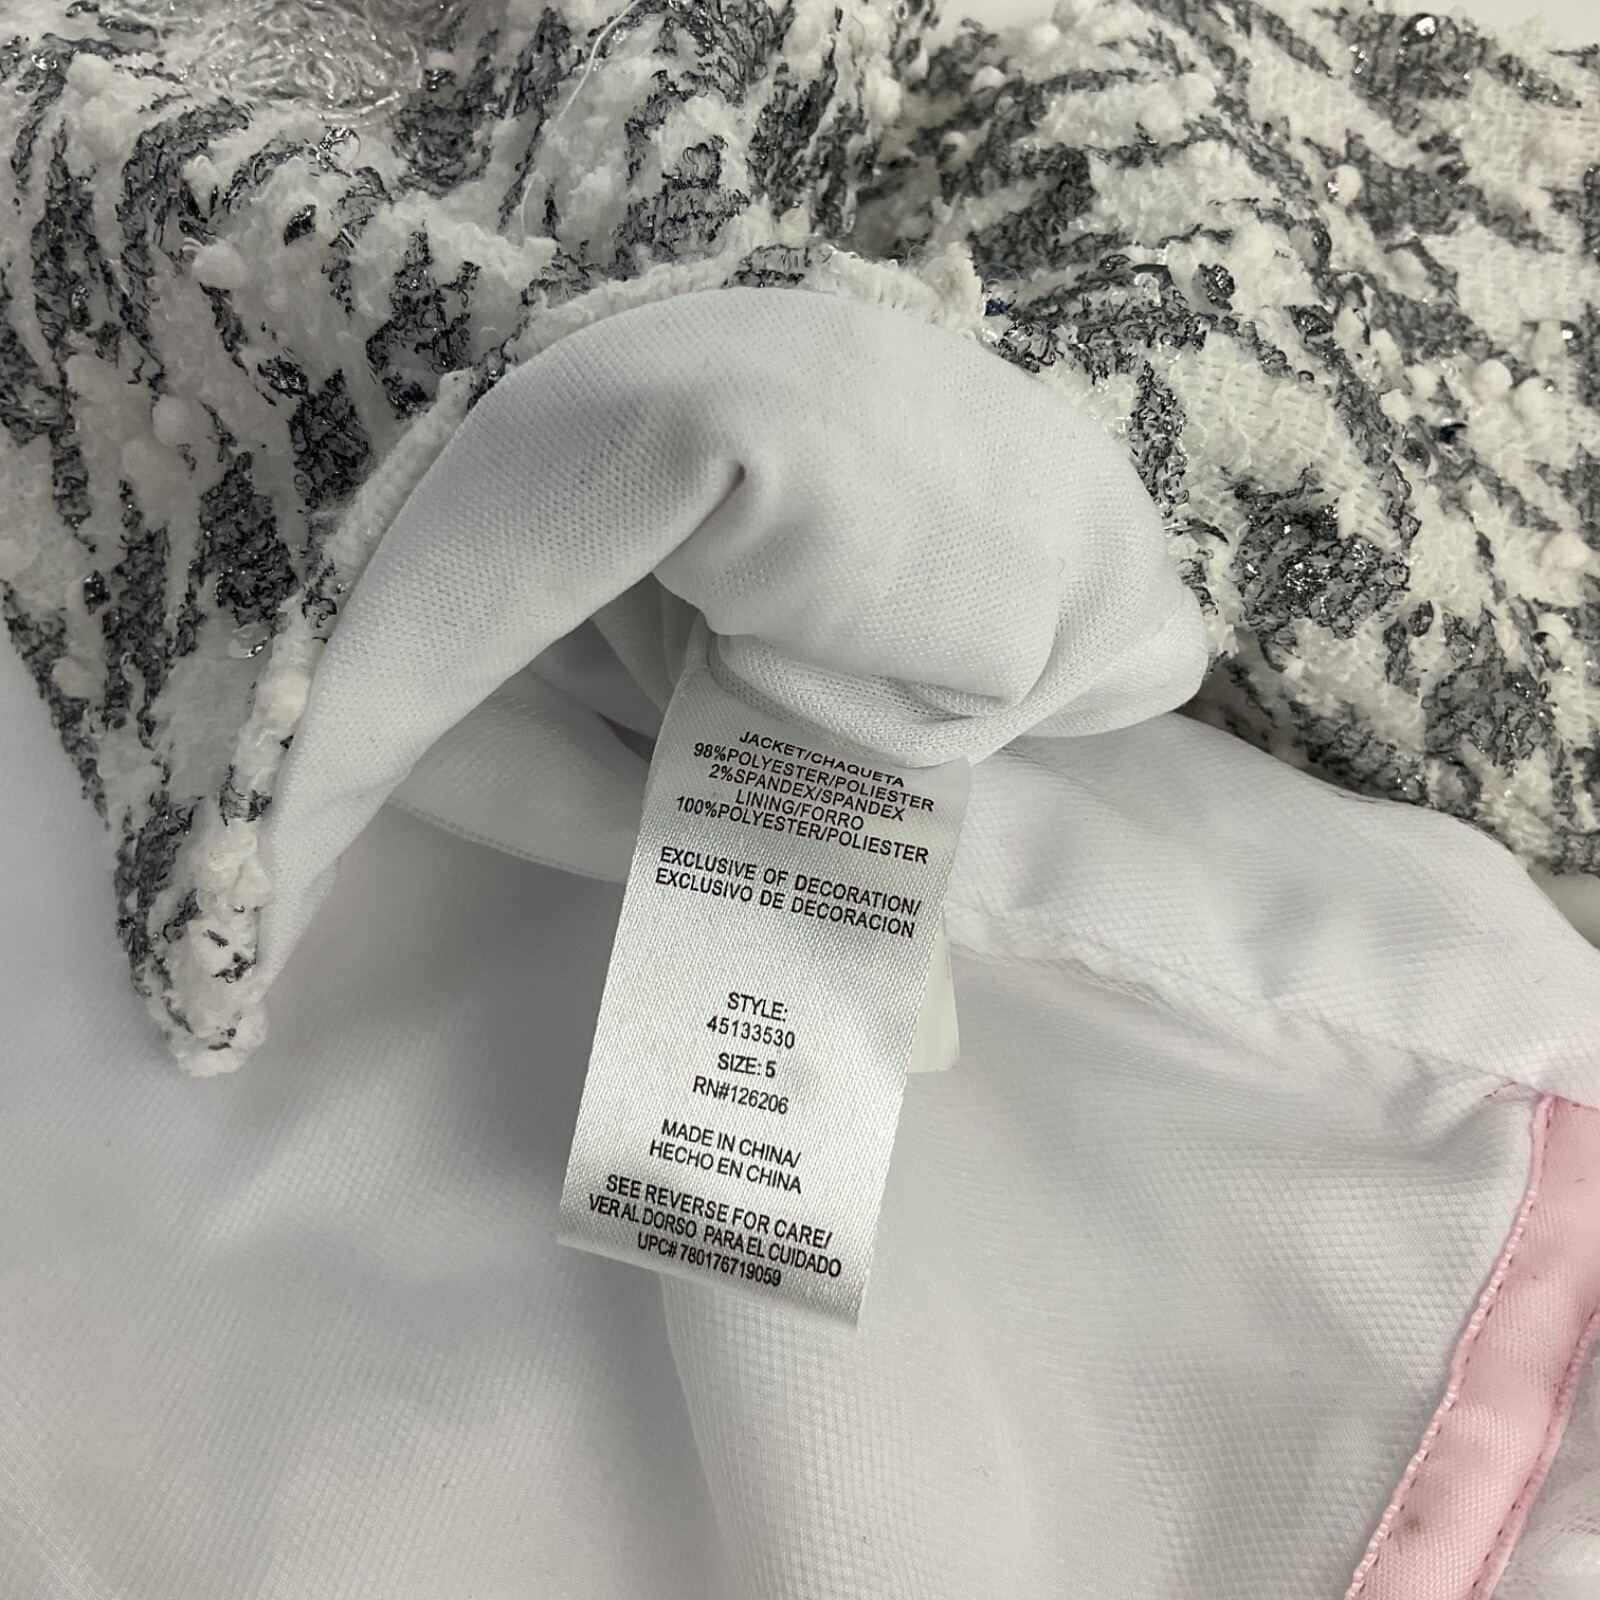 JACKET/CHAQUETA
98%POLYESTER/POLIESTER
2%SPANDEX/SPANDEX
LINING/FORRO
100%POLYESTER/POLIESTER
EXCLUSIVE OF DECORATION/
EXCLUSIVO DE DECORACION
STYLE:
45133530
SIZE: 5
RN#126206
MADE IN CHINA/
HECHO EN CHINA
SEE REVERSE FOR CARE/
VER AL DORSO PARA EL CUIDADO
UPC# 780176719059